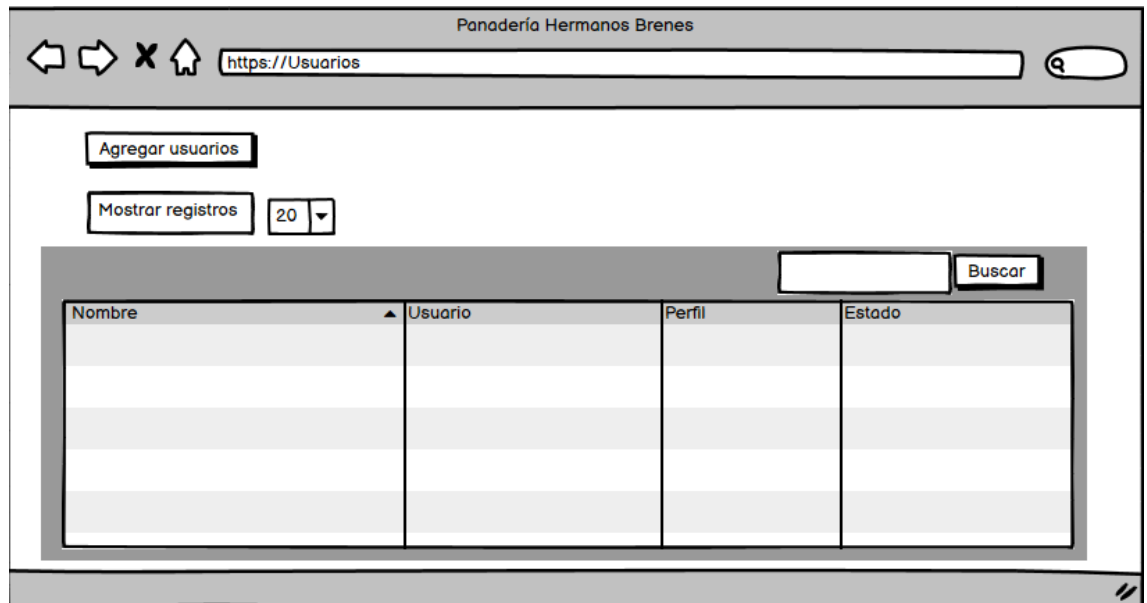 Panadería Hermanos Brenes
https://Usuarios
Agregar usuarios
Mostrar registros 20
Buscar
Nombre Usuario Perfil Estado